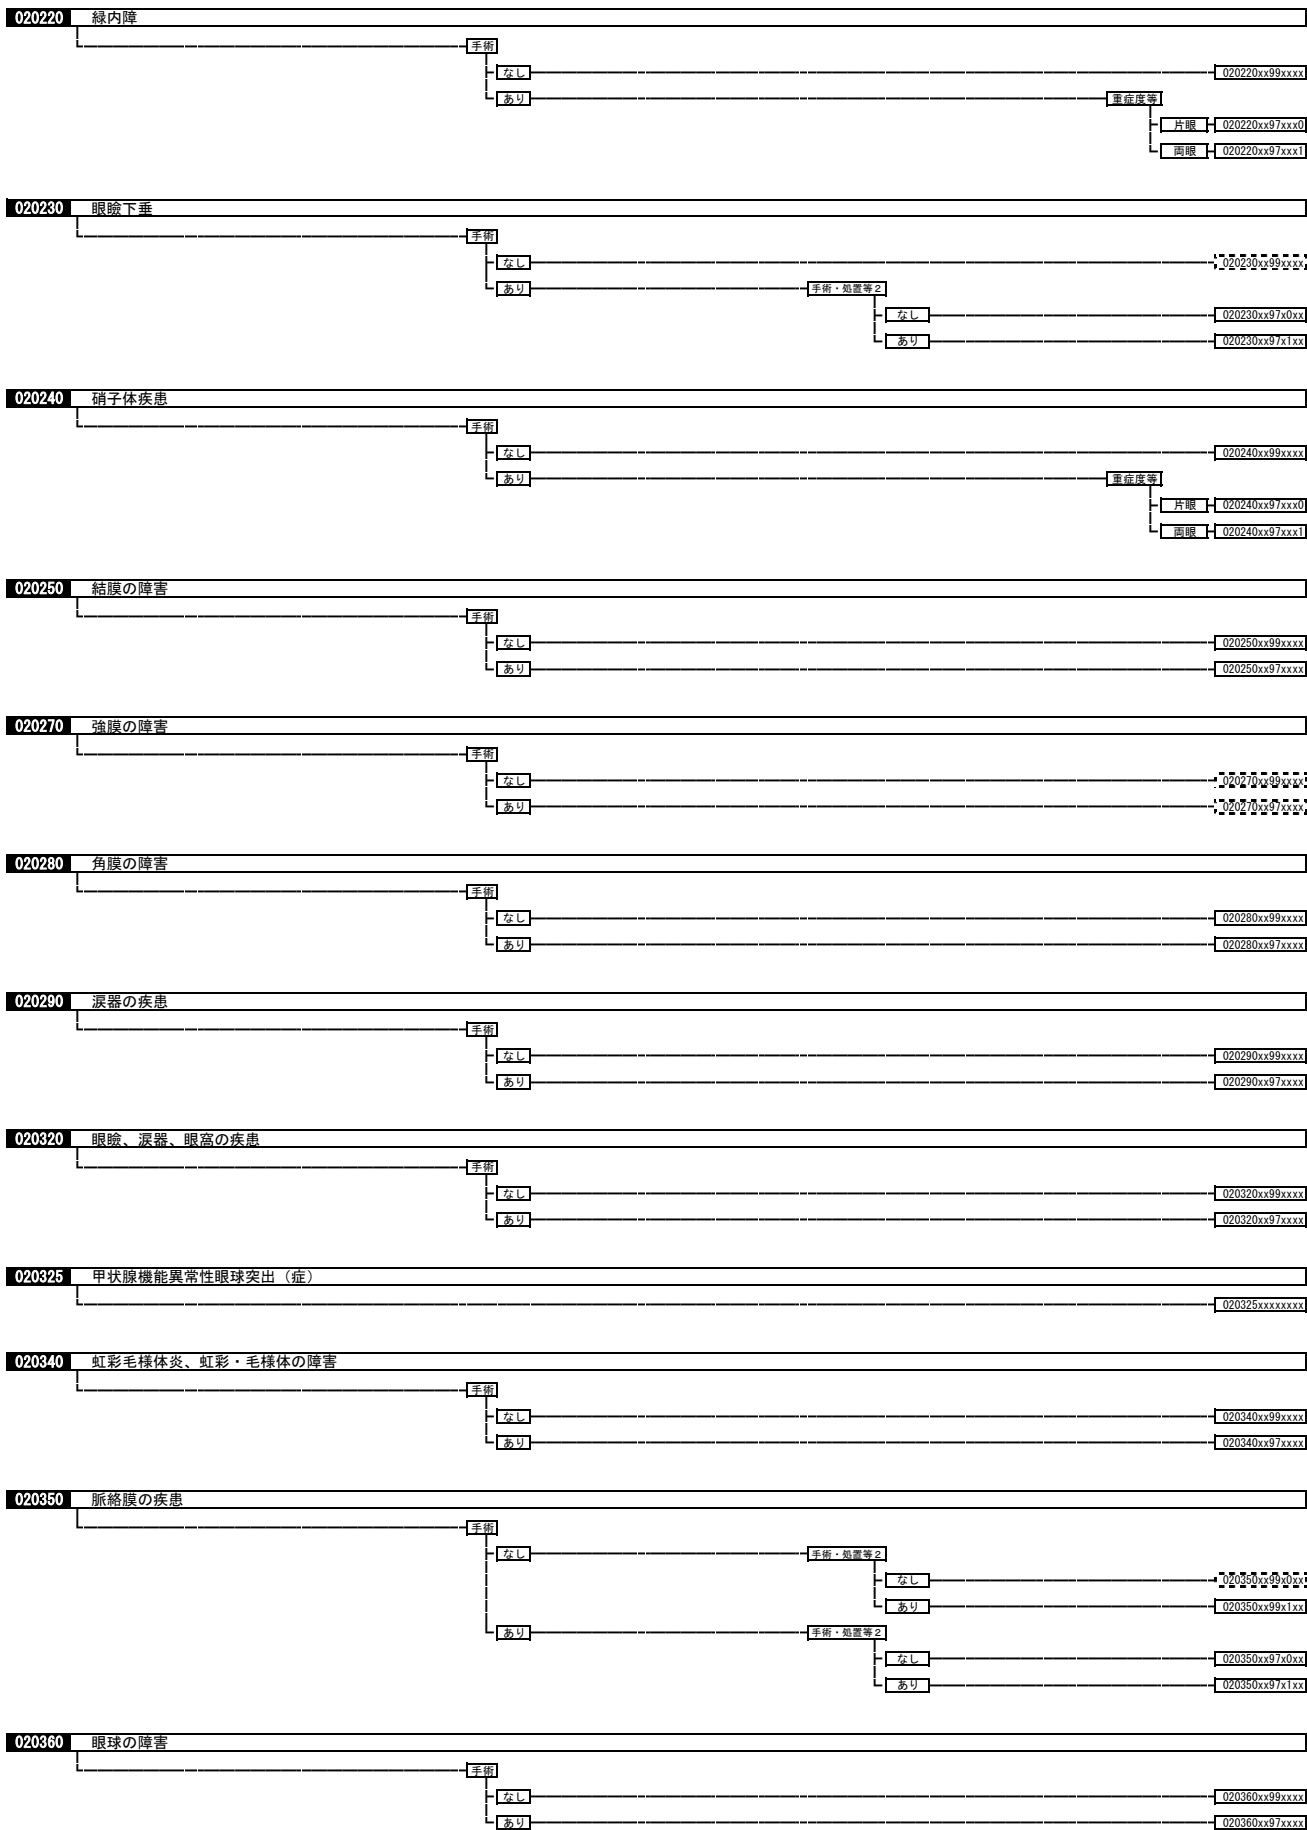 020220 緑内障
手術
なし 020220xx99xxxx
あり 重症度等
片眼 020220xx97xxx0
両眼 020220xx97xxx1
020230 眼瞼下垂
手術
なし 020230xx99xxxx
あり 手術・処置等2
なし 020230xx97x0xx
あり 020230xx97x1xx
020240 硝子体疾患
手術
なし 020240xx99xxxx
あり 重症度等
片眼 020240xx97xxx0
両眼 020240xx97xxx1
020250 結膜の障害
手術
なし 020250xx99xxxx
あり 020250xx97xxxx
020270 強膜の障害
手術
なし 020270xx99xxxx
あり 020270xx97xxxx
020280 角膜の障害
手術
なし 020280xx99xxxx
あり 020280xx97xxxx
020290 涙器の疾患
手術
なし 020290xx99xxxx
あり 020290xx97xxxx
020320 眼瞼、涙器、眼窩の疾患
手術
なし 020320xx99xxxx
あり 020320xx97xxxx
020325 甲状腺機能異常性眼球突出(症)
020325xxxxxxxx
020340 虹彩毛様体炎、虹彩・毛様体の障害
手術
なし 020340xx99xxxx
あり 020340xx97xxxx
020350 脈絡膜の疾患
手術
なし 手術・処置等2
なし 020350xx99x0xx
あり 020350xx99x1xx
あり 手術・処置等2
なし 020350xx97x0xx
あり 020350xx97x1xx
020360 眼球の障害
手術
なし 020360xx99xxxx
あり 020360xx97xxxx